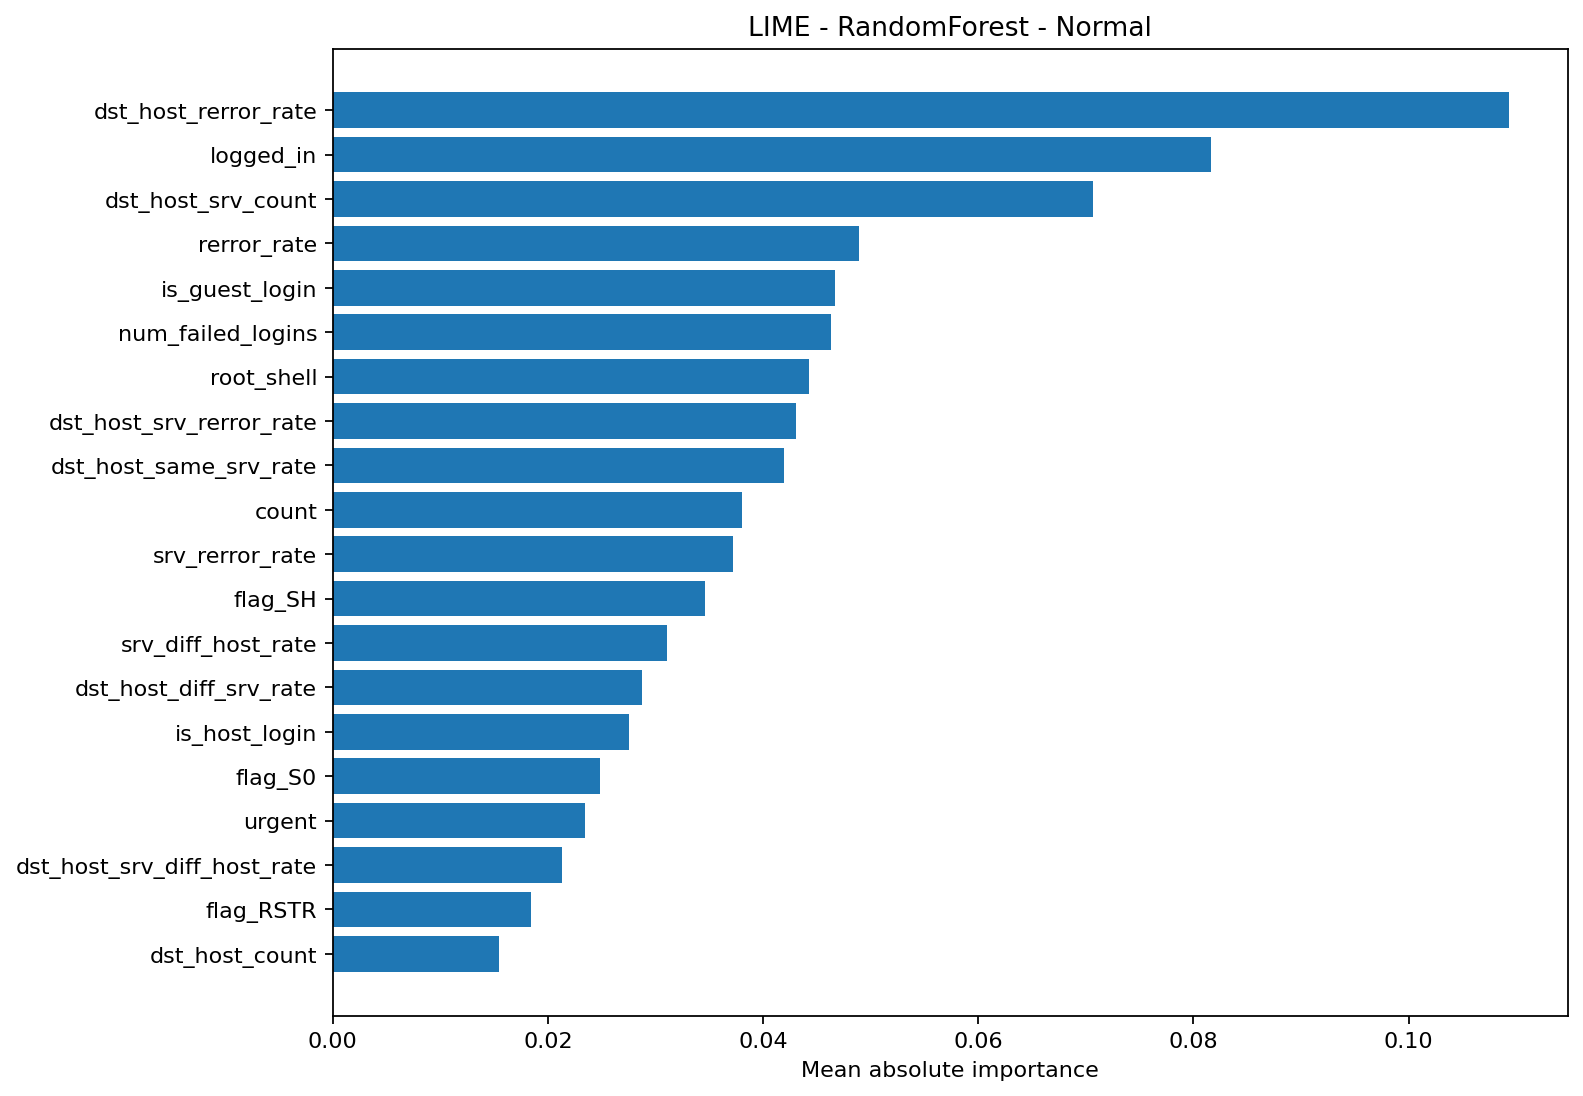 LIME - RandomForest - Normal
dst_host_rerror_rate
logged_in
dst_host_srv_count
rerror_rate
is_guest_login
num_failed_logins
root_shell
dst_host_srv_rerror_rate
dst_host_same_srv_rate
count
srv_rerror_rate
flag_SH
srv_diff_host_rate
dst_host_diff_srv_rate
is_host_login
flag_S0
urgent
dst_host_srv_diff_host_rate
flag_RSTR
dst_host_count
0.00 0.02 0.04 0.06 0.08 0.10
Mean absolute importance